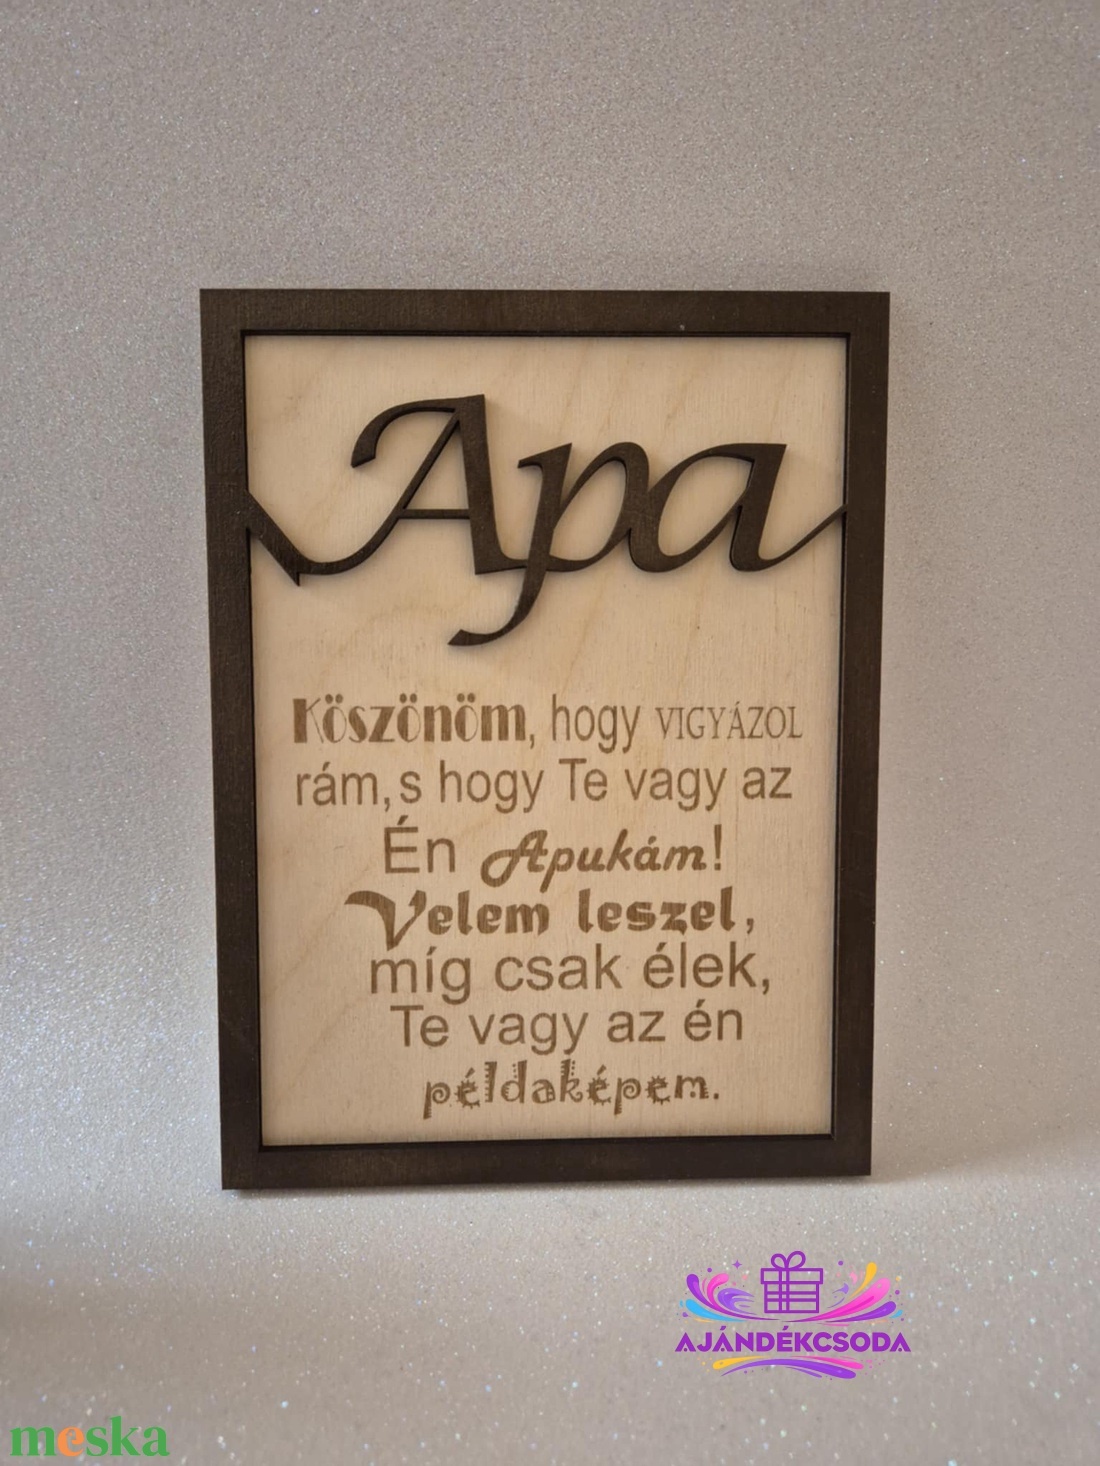 Apa
Köszönöm, hogy VIGYÁZOL
rám, s hogy Te vagy az
Én Apukám!
Velem leszel,
míg csak élek,
Te vagy az én
példaképem.
AJÁNDÉKCSODA
meska